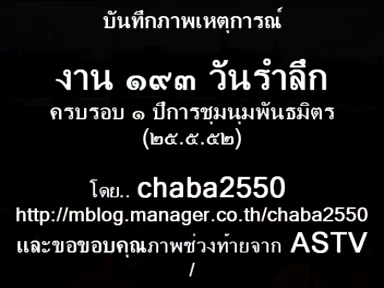 บันทึกภาพเหตุการณ์
งาน ๑๙๓ วันรำลึก
ครบรอบ ๑ ปีการชุมนุมพันธมิตร
(๒๕.๕.๕๒)
โดย.. chaba2550
http://mblog.manager.co.th/chaba2550
และขอขอบคุณภาพช่วงท้ายจาก ASTV
/